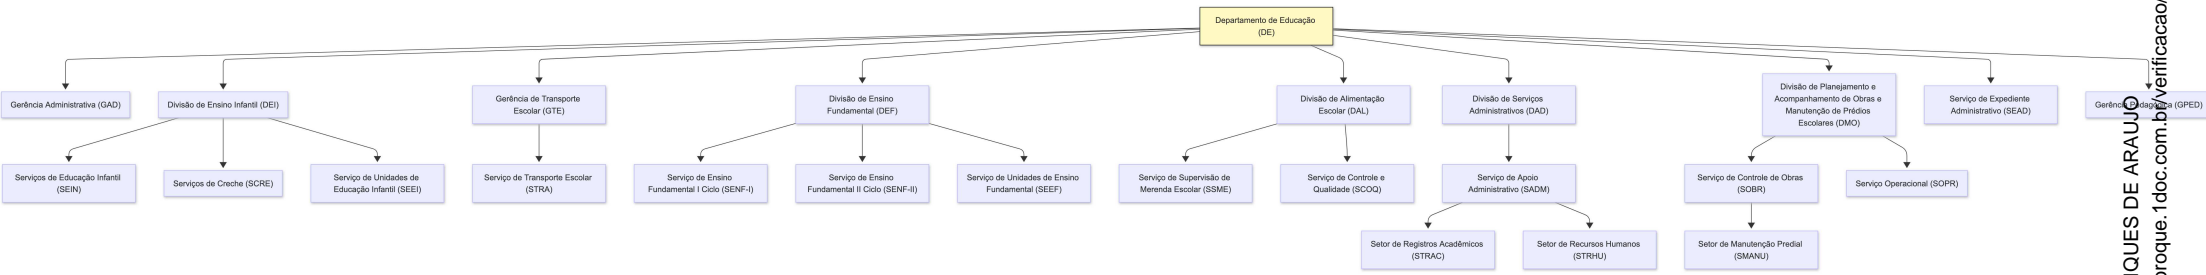 Departamento de Educação
(DE)
Gerência Administrativa (GAD)
Divisão de Ensino Infantil (DEI)
Gerência de Transporte
Escolar (GTE)
Divisão de Ensino
Fundamental (DEF)
Divisão de Alimentação
Escolar (DAL)
Divisão de Serviços
Administrativos (DAD)
Divisão de Planejamento e
Acompanhamento de Obras e
Manutenção de Prédios
Escolares (DMO)
Serviço de Expediente
Administrativo (SEAD)
Gerência Pedagógica (GPED)
Serviços de Educação Infantil
(SEIN)
Serviços de Creche (SCRE)
Serviço de Unidades de
Educação Infantil (SEEI)
Serviço de Transporte Escolar
(STRA)
Serviço de Ensino
Fundamental I Ciclo (SENF-I)
Serviço de Ensino
Fundamental II Ciclo (SENF-II)
Serviço de Unidades de Ensino
Fundamental (SEEF)
Serviço de Supervisão de
Merenda Escolar (SSME)
Serviço de Controle e
Qualidade (SCOQ)
Serviço de Apoio
Administrativo (SADM)
Serviço de Controle de Obras
(SOBR)
Serviço Operacional (SOPR)
Setor de Registros Acadêmicos
(STRAC)
Setor de Recursos Humanos
(STRHU)
Setor de Manutenção Predial
(SMANU)
IQUES DE ARAUJO
oroque.1doc.com.br/verificacao/